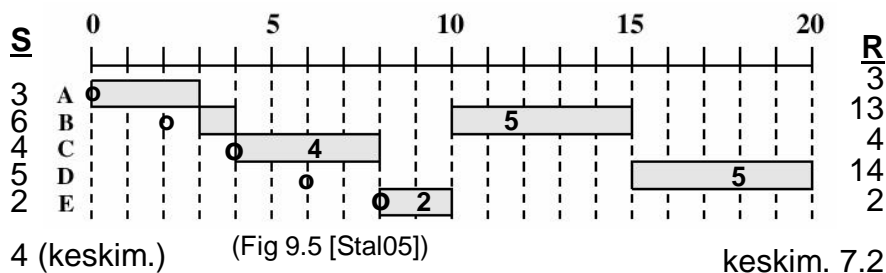 S 0 5 10 15 20 R
3
3 A
6 B 5 13
4 C 4 4
5 D 5 14
2 E 2 2
4 (keskim.) (Fig 9.5 [Stal05]) keskim. 7.2